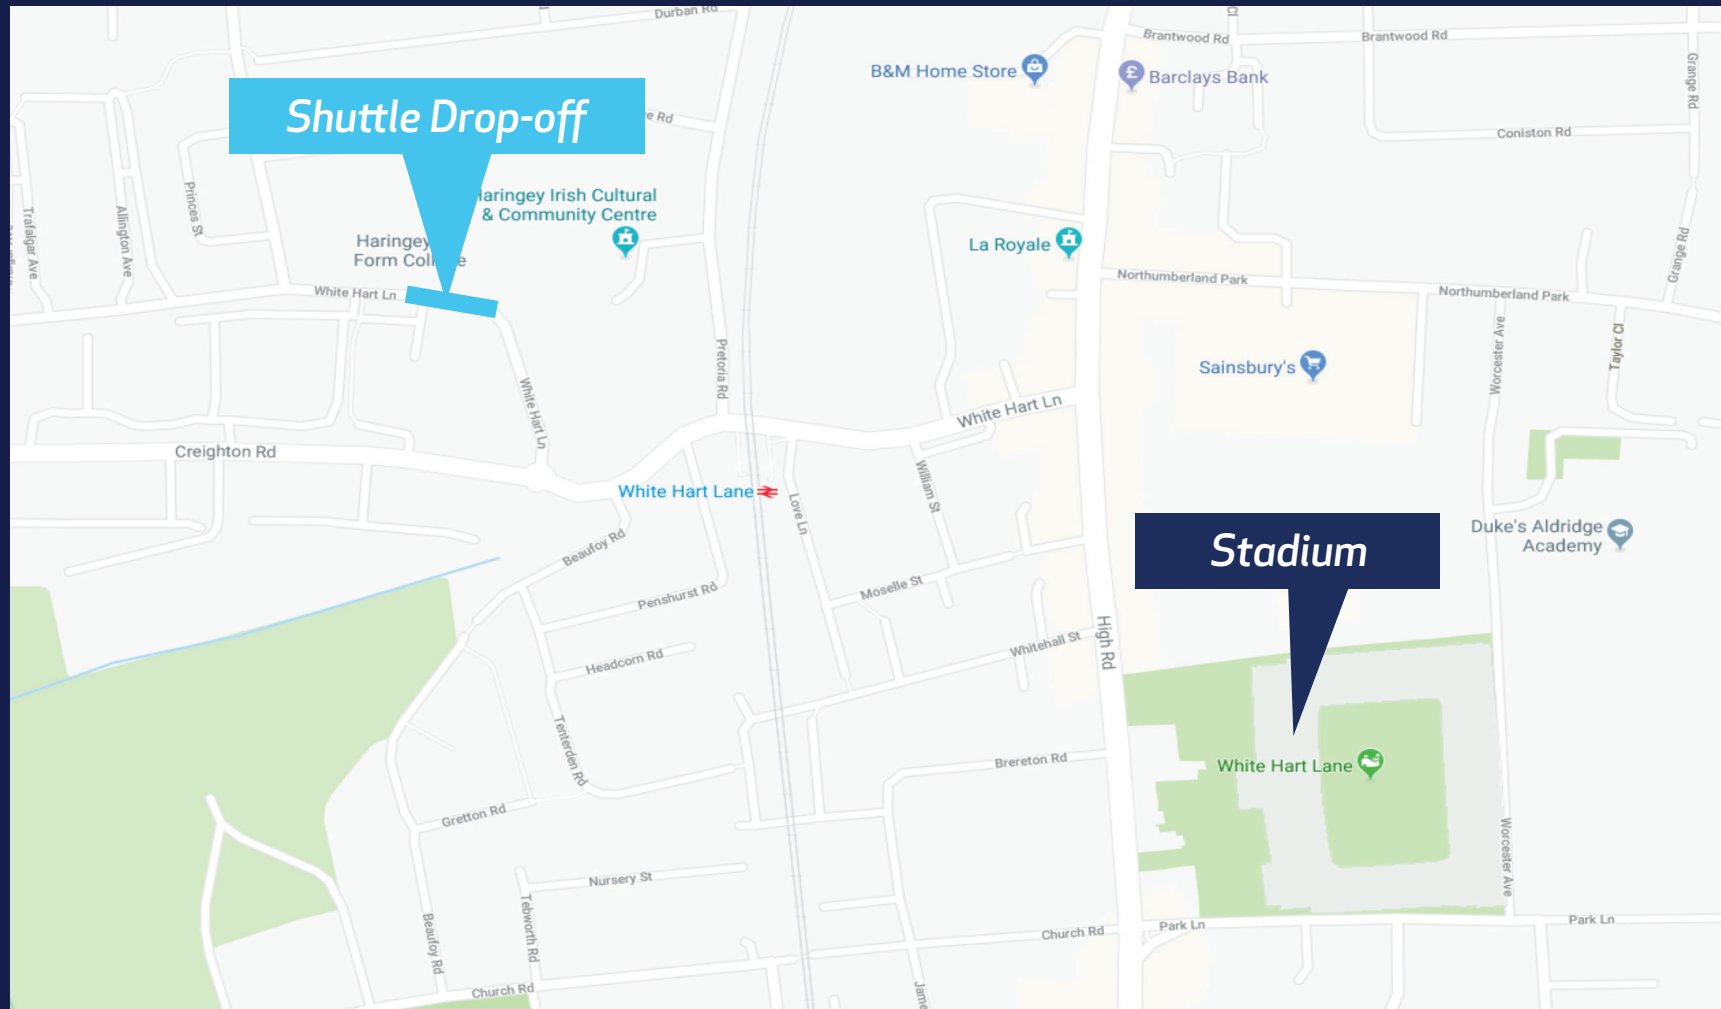 Durban Rd
Cl
Brantwood Rd
Brantwood Rd
Grange Rd
B&M Home Store
£
Barclays Bank
Shuttle Drop-off
e Rd
Coniston Rd
Princes St
Haringey Irish Cultural
& Community Centre
Trafalgar Ave
Allington Ave
Haringey
Form Coll
e
La Royale
Grange Rd
Northumberland Park
Northumberland Park
White Hart Ln
Worcester Ave
Taylor Cl
Pretoria Rd
Sainsbury's
White Hart Ln
White Hart Ln
Creighton Rd
White Hart Lane
Love Ln
William St
Stadium
Duke's Aldridge
Academy
Beaufoy Rd
Moselle St
Penshurst Rd
High Rd
Whitehall St
Headcorn Rd
Tenterden Rd
Brereton Rd
White Hart Lane
Gretton Rd
Worcester Ave
Nursery St
Tebworth Rd
Beaufoy Rd
Church Rd
Park Ln
Park Ln
Church Rd
Jame